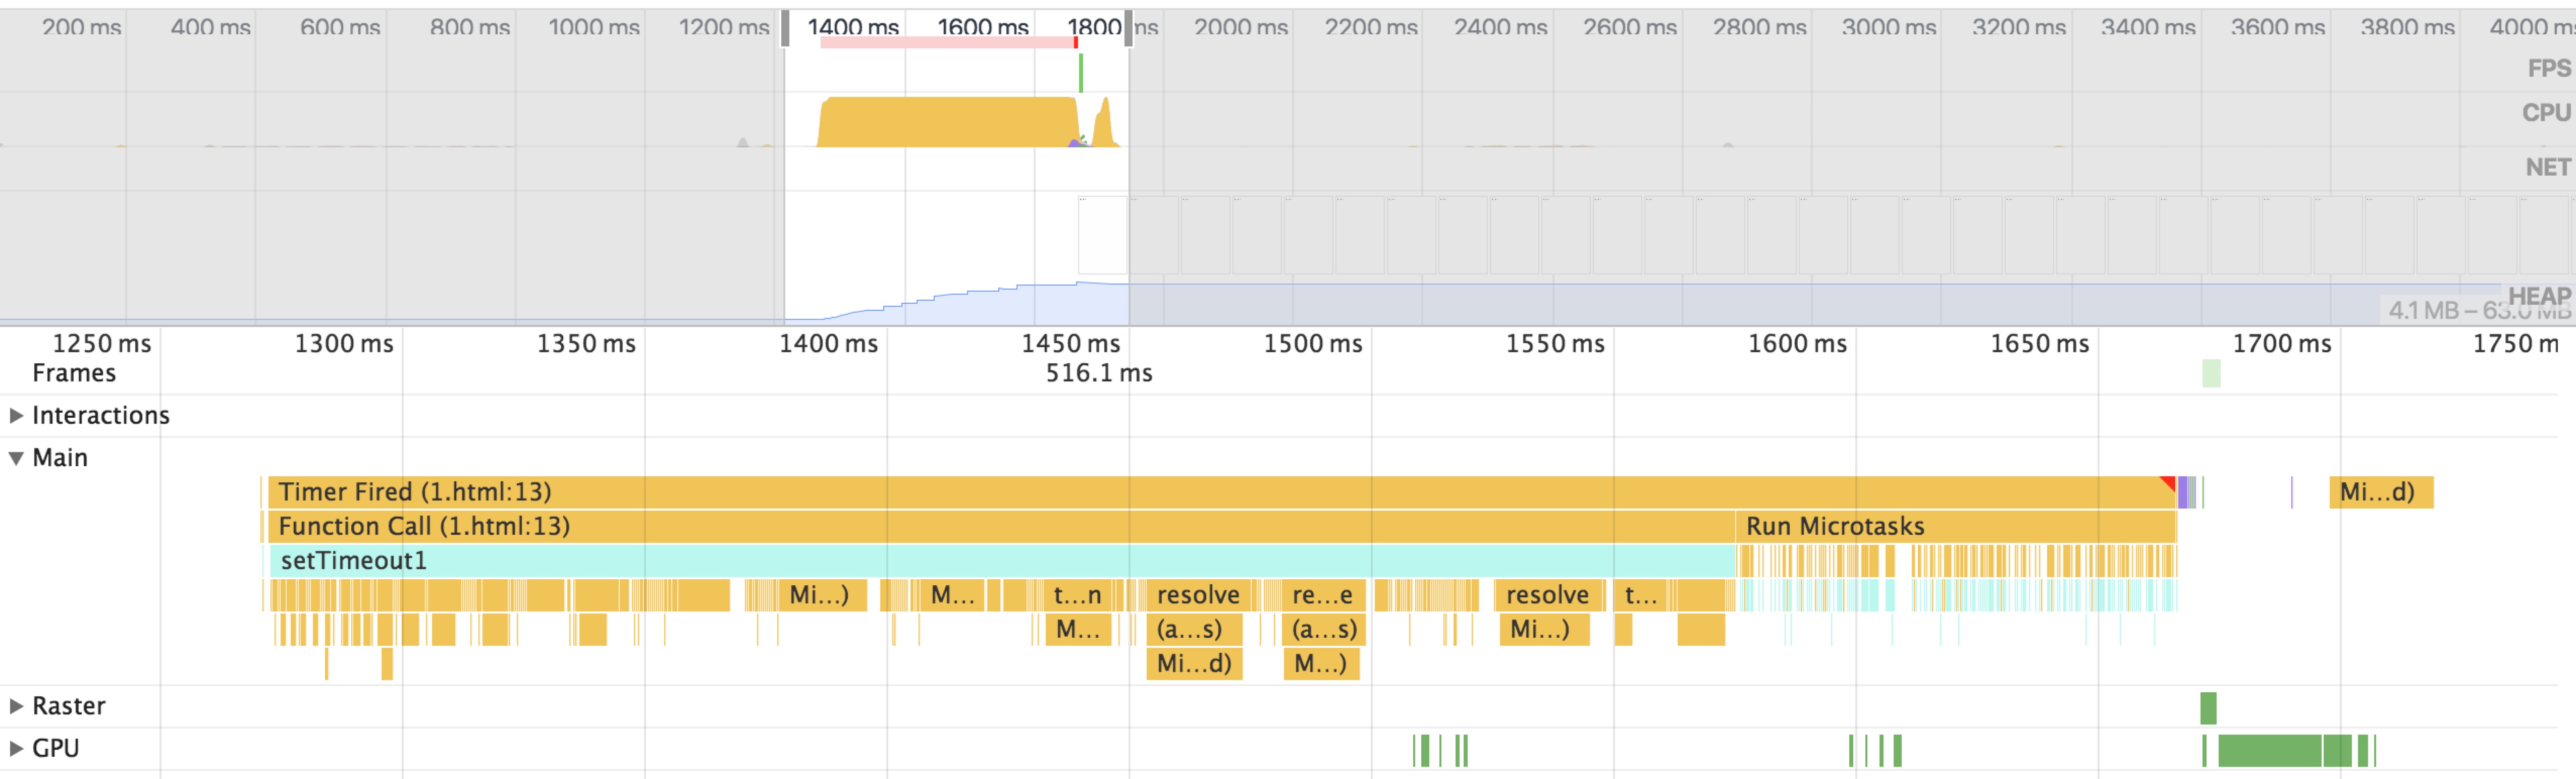 200 ms 400 ms 600 ms 800 ms 1000 ms 1200 ms 1400 ms 1600 ms 1800 ms 2000 ms 2200 ms 2400 ms 2600 ms 2800 ms 3000 ms 3200 ms 3400 ms 3600 ms 3800 ms 4000 m
FPS
CPU
NET
HEAP
4.1 MB – 63.0 MB
1250 ms 1300 ms 1350 ms 1400 ms 1450 ms 1500 ms 1550 ms 1600 ms 1650 ms 1700 ms 1750 m
Frames 516.1 ms
Interactions
Main
Timer Fired (1.html:13) Mi...d)
Function Call (1.html:13) Run Microtasks
setTimeout1
Mi...) M... t...n resolve re...e resolve t...
M... (a...s) (a...s) Mi...)
Mi...d) M...)
Raster
GPU